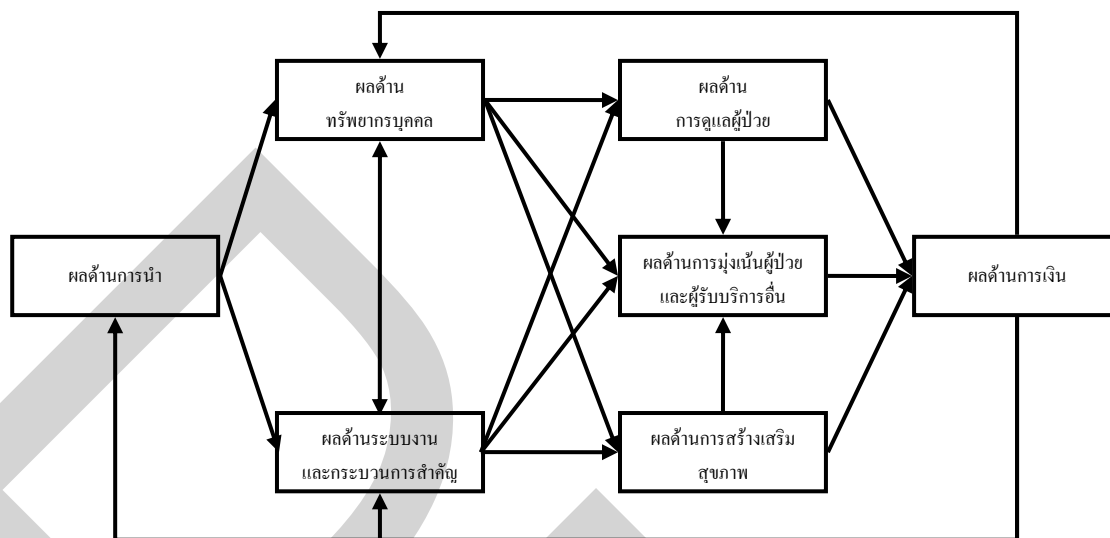 ผลด้าน
ทรัพยากรบุคคล
ผลด้าน
การดูแลผู้ป่วย
ผลด้านการนำ
ผลด้านการมุ่งเน้นผู้ป่วย
และผู้รับบริการอื่น
ผลด้านการเงิน
ผลด้านระบบงาน
และกระบวนการสำคัญ
ผลด้านการสร้างเสริม
สุขภาพ